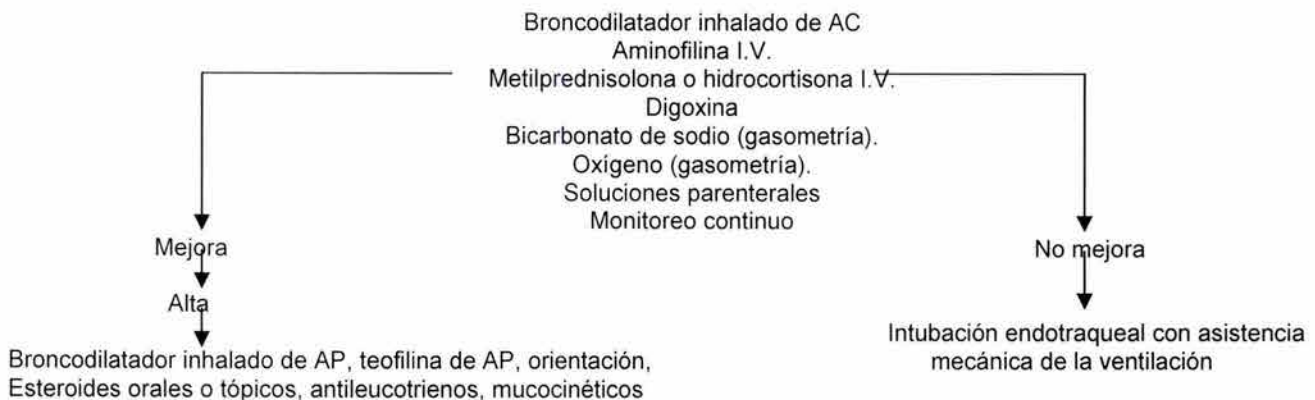 Broncodilatador inhalado de AC
Aminofilina I.V.
Metilprednisolona o hidrocortisona I.V.
Digoxina
Bicarbonato de sodio (gasometría).
Oxígeno (gasometría).
Soluciones parenterales
Monitoreo continuo
Mejora
Alta
Broncodilatador inhalado de AP, teofilina de AP, orientación,
Esteroides orales o tópicos, antileucotrienos, mucocinéticos
No mejora
Intubación endotraqueal con asistencia
mecánica de la ventilación